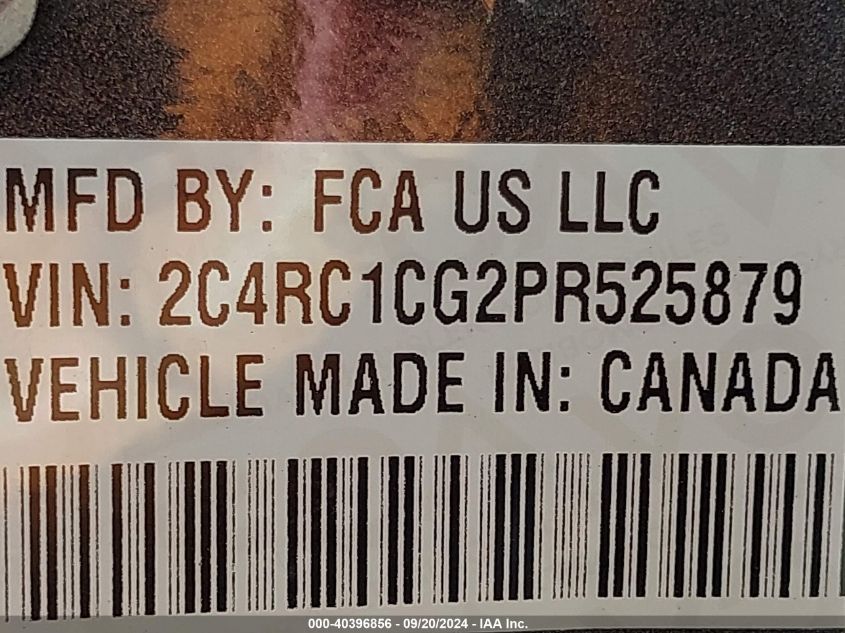 MFD BY: FCA US LLC
VIN: 2C4RC1CG2PR525879
VEHICLE MADE IN: CANADA
000-40396856 - 09/20/2024 - IAA Inc.